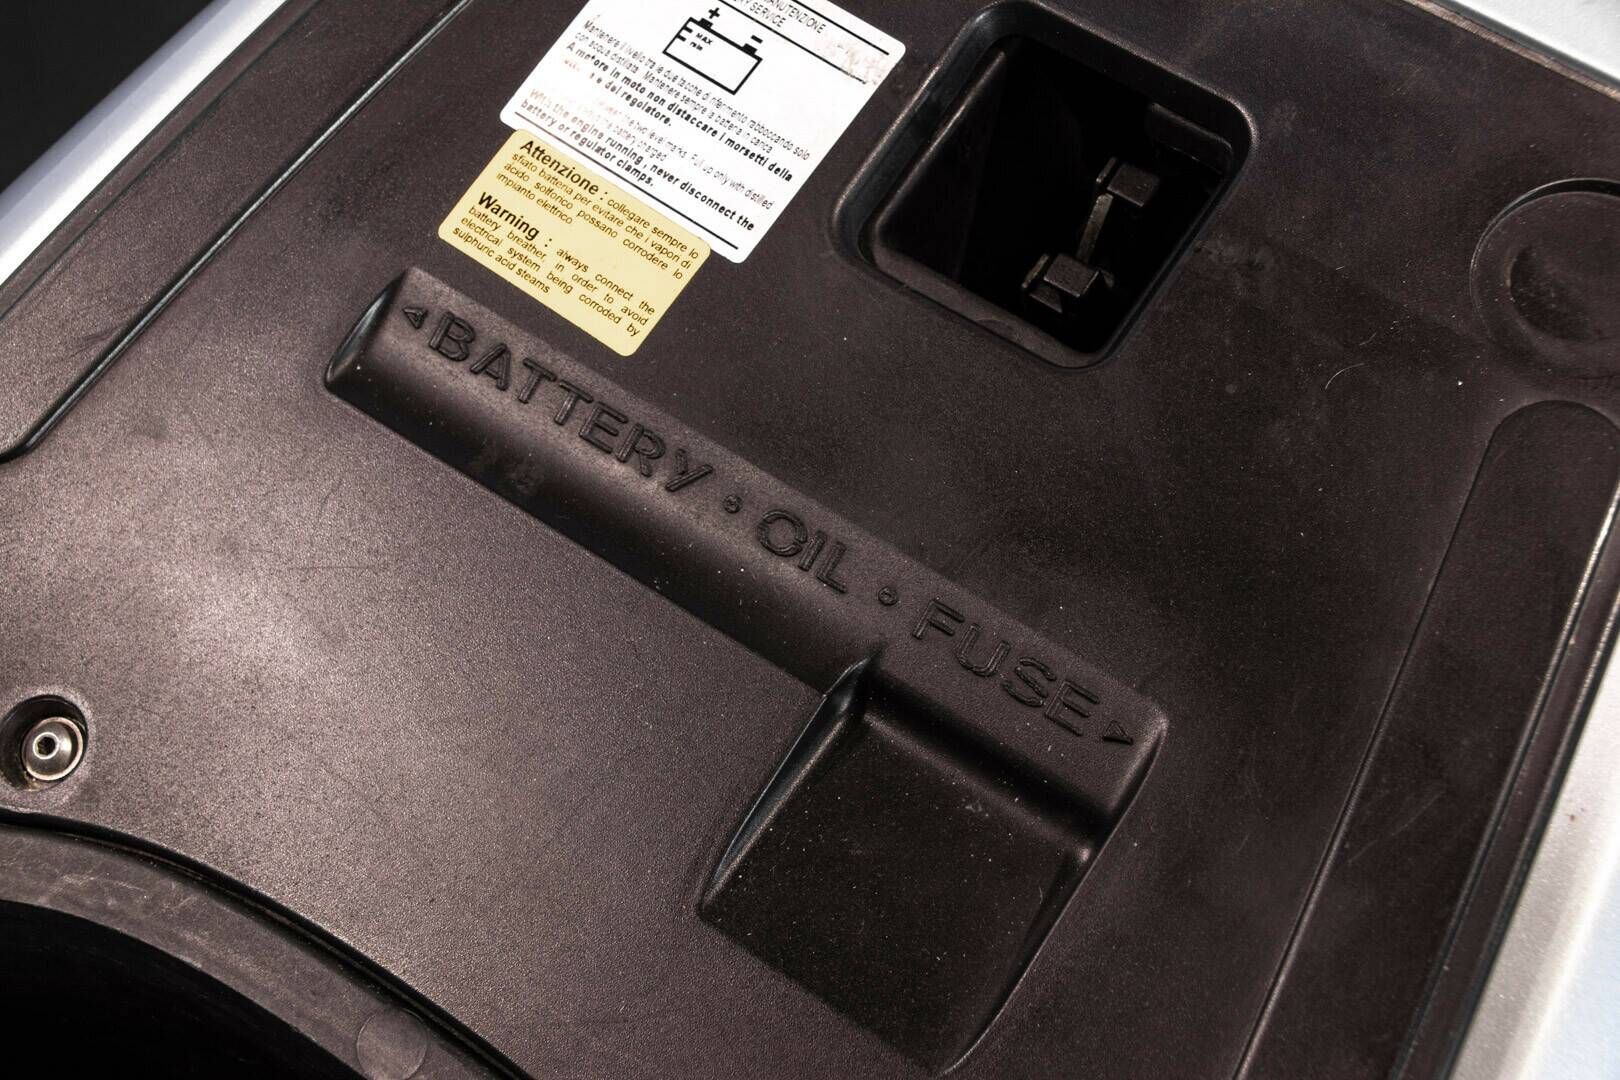 MANUTENZIONE
SERVICE
+
MAX
MIN
Mantenere il livello tra le due tacche di riferimento rabboccando solo
con acqua distillata. Mantenere sempre la batteria in carica.
A motore in moto non distaccare i morsetti della
e del regolatore.
the two level marks. Full up only with distilled
the battery charged.
With the engine running , never disconnect the
battery or regulator clamps.
Attenzione : collegare sempre lo
sfiato batteria per evitare che i vapori di
acido solforico possano corrodere lo
impianto elettrico
Warning : always connect the
battery breather, in order to avoid
electrical system being corroded by
sulphuric acid steams
BATTERY • OIL • FUSE